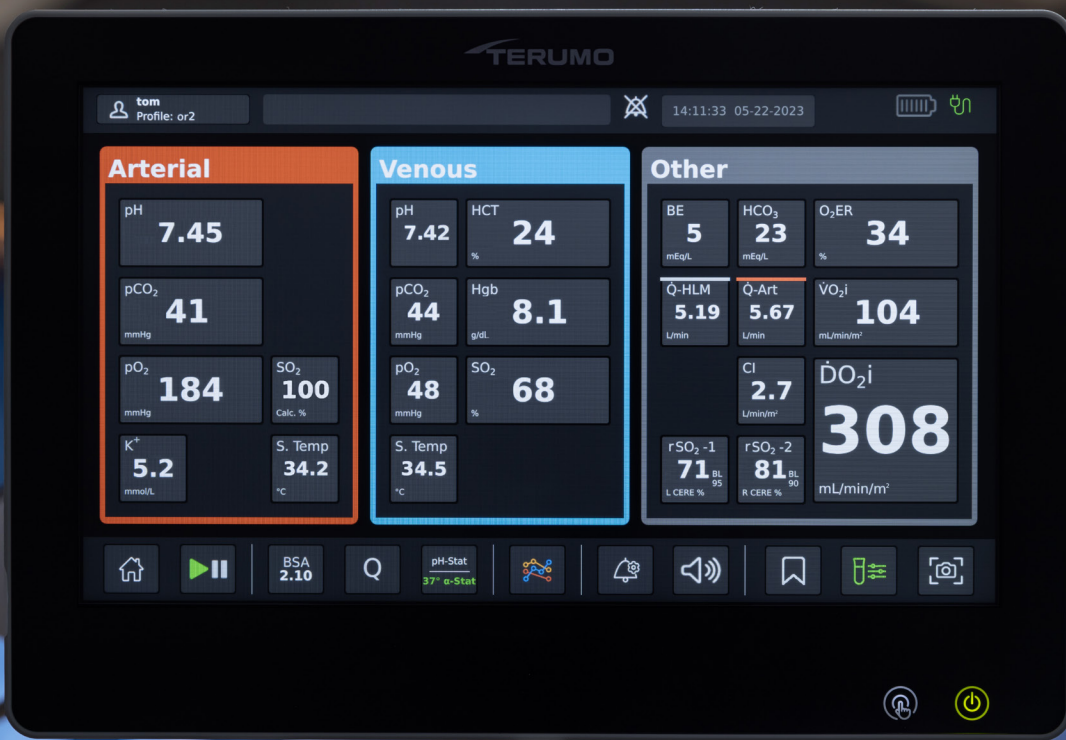 TERUMO
tom
Profile: or2
14:11:33 05-22-2023
Arterial
pH
7.45
pCO₂
41
mmHg
pO₂
184
mmHg
SO₂
100
Calc. %
K⁺
5.2
mmol/L
S. Temp
34.2
°C
Venous
pH
7.42
HCT
24
%
pCO₂
44
mmHg
Hgb
8.1
g/dL
pO₂
48
mmHg
SO₂
68
%
S. Temp
34.5
°C
Other
BE
5
mEq/L
HCO₃
23
mEq/L
O₂ER
34
%
Q̇-HLM
5.19
L/min
Q̇-Art
5.67
L/min
V̇O₂i
104
mL/min/m²
CI
2.7
L/min/m²
ḊO₂i
308
mL/min/m²
rSO₂ -1
71 BL 95
L CERE %
rSO₂ -2
81 BL 90
R CERE %
BSA
2.10
Q
pH-Stat
37° α-Stat